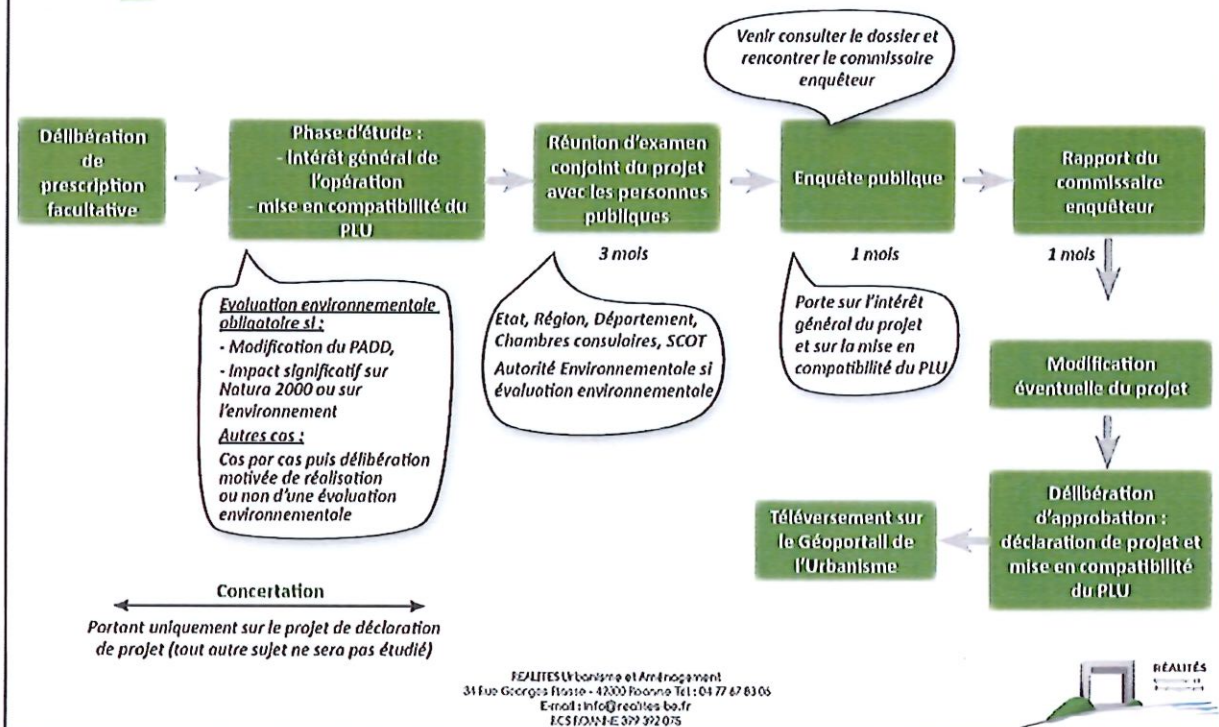 Venir consulter le dossier et
rencontrer le commissaire
enquêteur
Délibération
de
prescription
facultative
Phase d'étude :
- Intérêt général de
l'opération
- mise en compatibilité du
PLU
Réunion d'examen
conjoint du projet
avec les personnes
publiques
Enquête publique
Rapport du
commissaire
enquêteur
3 mois
1 mois
1 mois
Evaluation environnementale
obligatoire si :
- Modification du PADD,
- Impact significatif sur
Natura 2000 ou sur
l'environnement
Autres cas :
Cas par cas puis délibération
motivée de réalisation
ou non d'une évaluation
environnementale
Etat, Région, Département,
Chambres consulaires, SCOT
Autorité Environnementale si
évaluation environnementale
Porte sur l'intérêt
général du projet
et sur la mise en
compatibilité du PLU
Modification
éventuelle du projet
Délibération
d'approbation :
déclaration de projet et
mise en compatibilité
du PLU
Téléversement sur
le Géoportail de
l'Urbanisme
Concertation
Portant uniquement sur le projet de déclaration
de projet (tout autre sujet ne sera pas étudié)
REALITES Urbanisme et Aménagement
34 Rue Georges - 42300 Roanne Tél : 04 77 67 83 06
E-mail : info@realites-be.fr
RCS ROANNE 379 392 075
RÉALITÉS